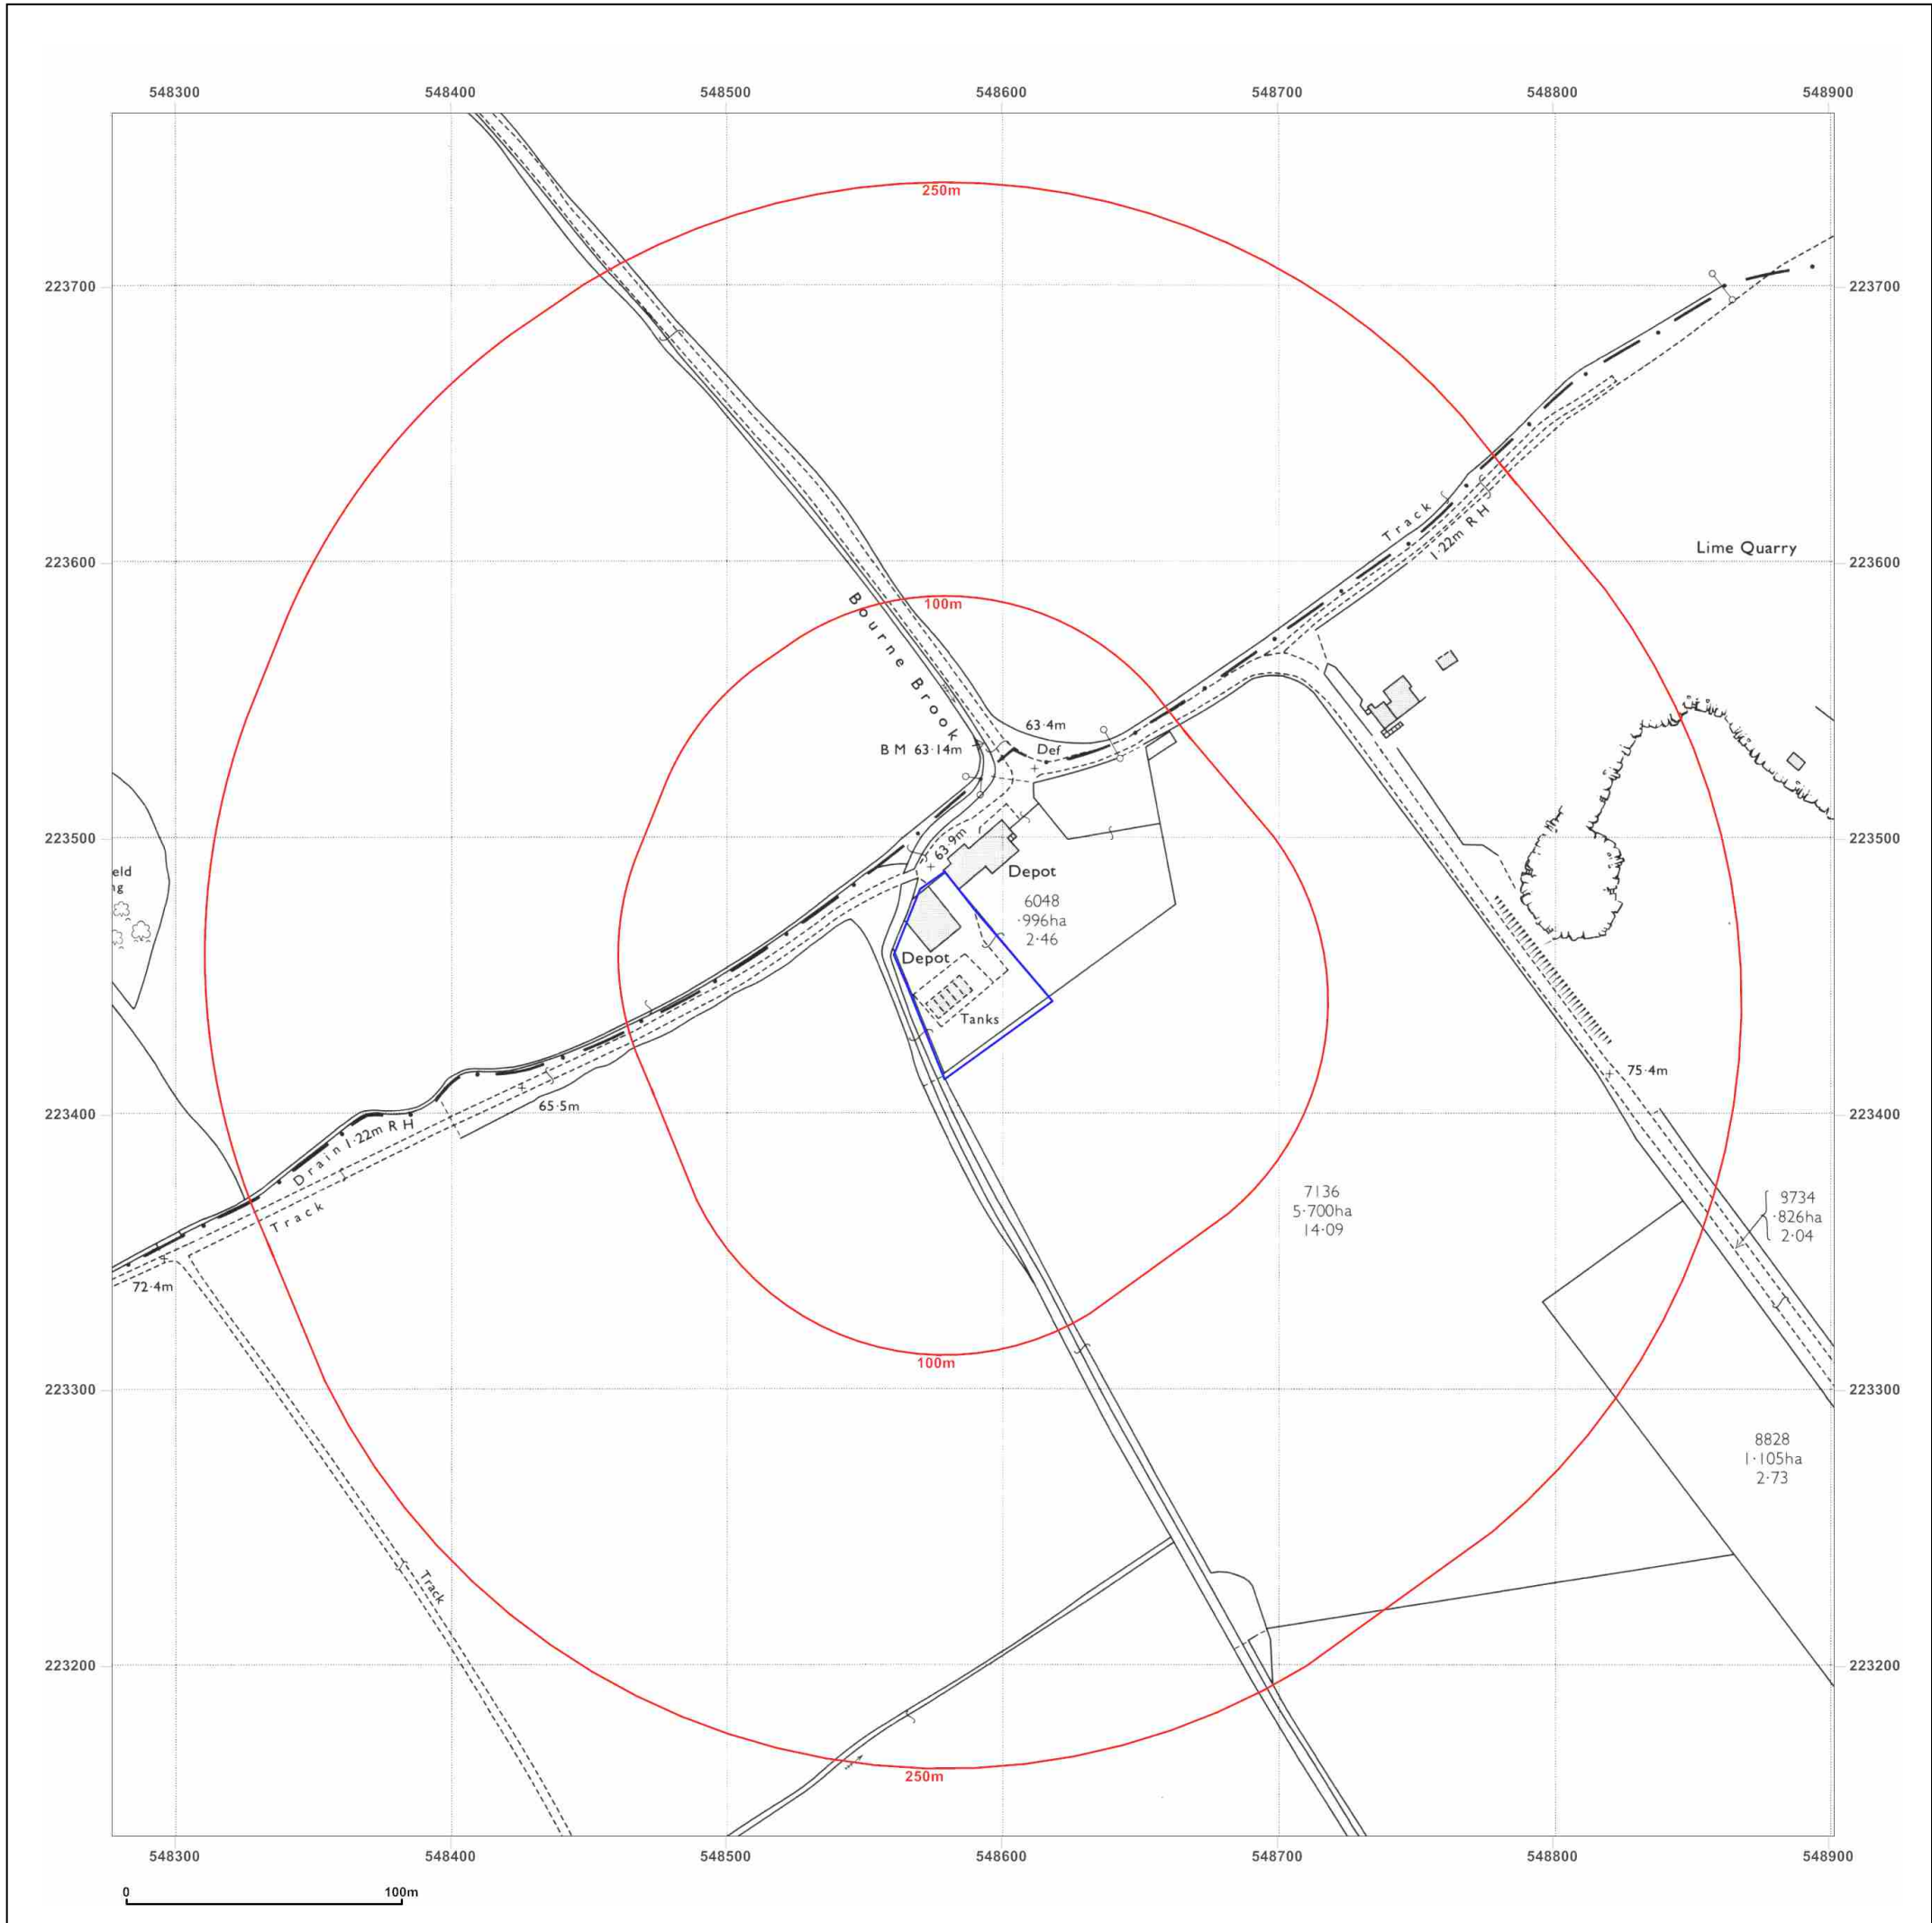 548300 548400 548500 548600 548700 548800 548900
250m
223700 223700
Track
1·22m RH
223600 223600
Lime Quarry
100m
Bourne Brook
63·4m
BM 63·14m
Def
223500 223500
63·9m
eld
Depot
6048
·996ha
2·46
Depot
Tanks
75·4m
223400 223400
65·5m
Drain 1·22m RH
Track
7136
5·700ha
14·09
9734
·826ha
2·04
72·4m
100m
223300 223300
8828
1·105ha
2·73
Track
223200 223200
250m
548300 548400 548500 548600 548700 548800 548900
0 100m